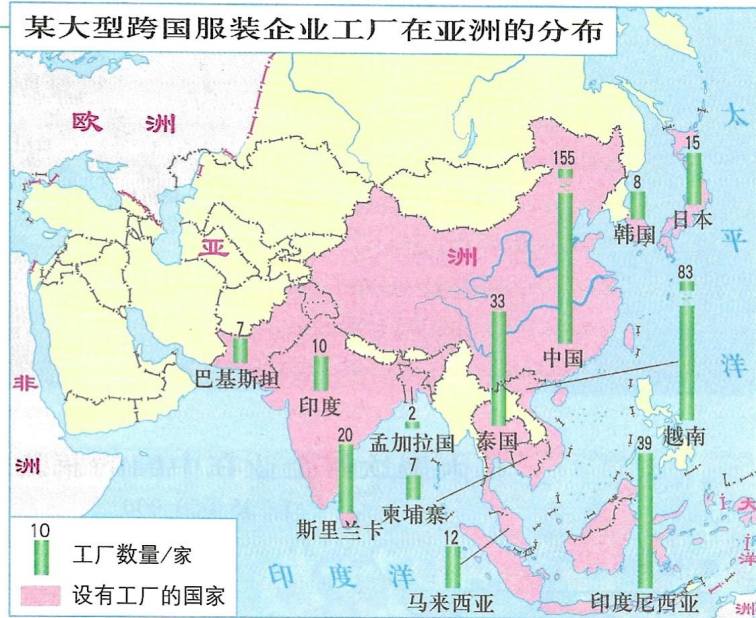 某大型跨国服装企业工厂在亚洲的分布
欧 洲
太
平
洋
155
8
15
韩国
日本
亚 洲
83
33
中国
7
10
巴基斯坦
印度
2
孟加拉国
泰国
越南
非
洲
20
7
39
斯里兰卡
柬埔寨
12
大
洋
洲
10
工厂数量/家
设有工厂的国家
印 度 洋
马来西亚
印度尼西亚